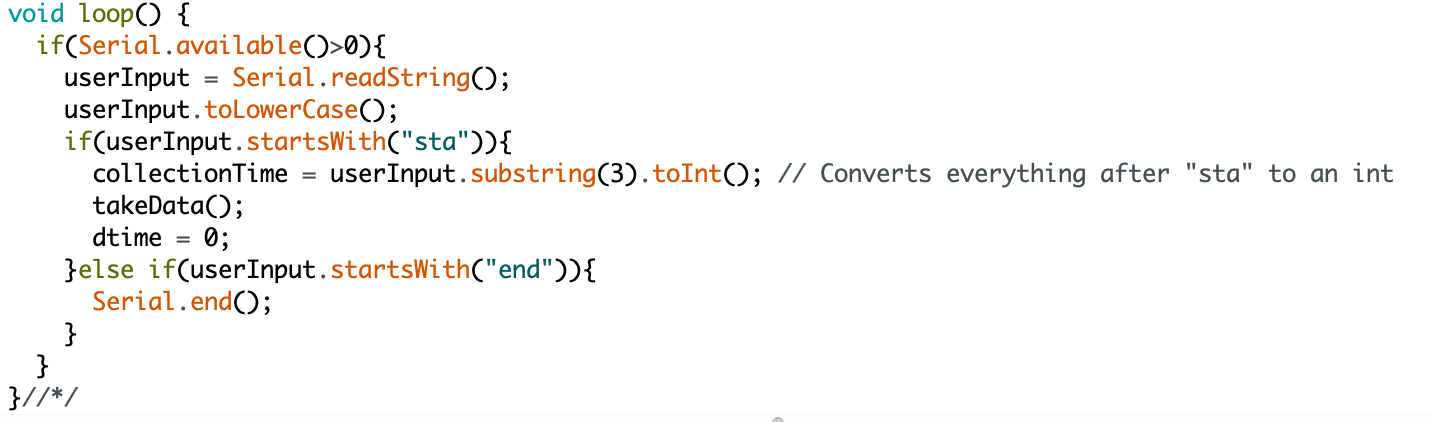 void loop() {
  if(Serial.available()>0){
    userInput = Serial.readString();
    userInput.toLowerCase();
    if(userInput.startsWith("sta")){
      collectionTime = userInput.substring(3).toInt(); // Converts everything after "sta" to an int
      takeData();
      dtime = 0;
    }else if(userInput.startsWith("end")){
      Serial.end();
    }
  }
}//*/